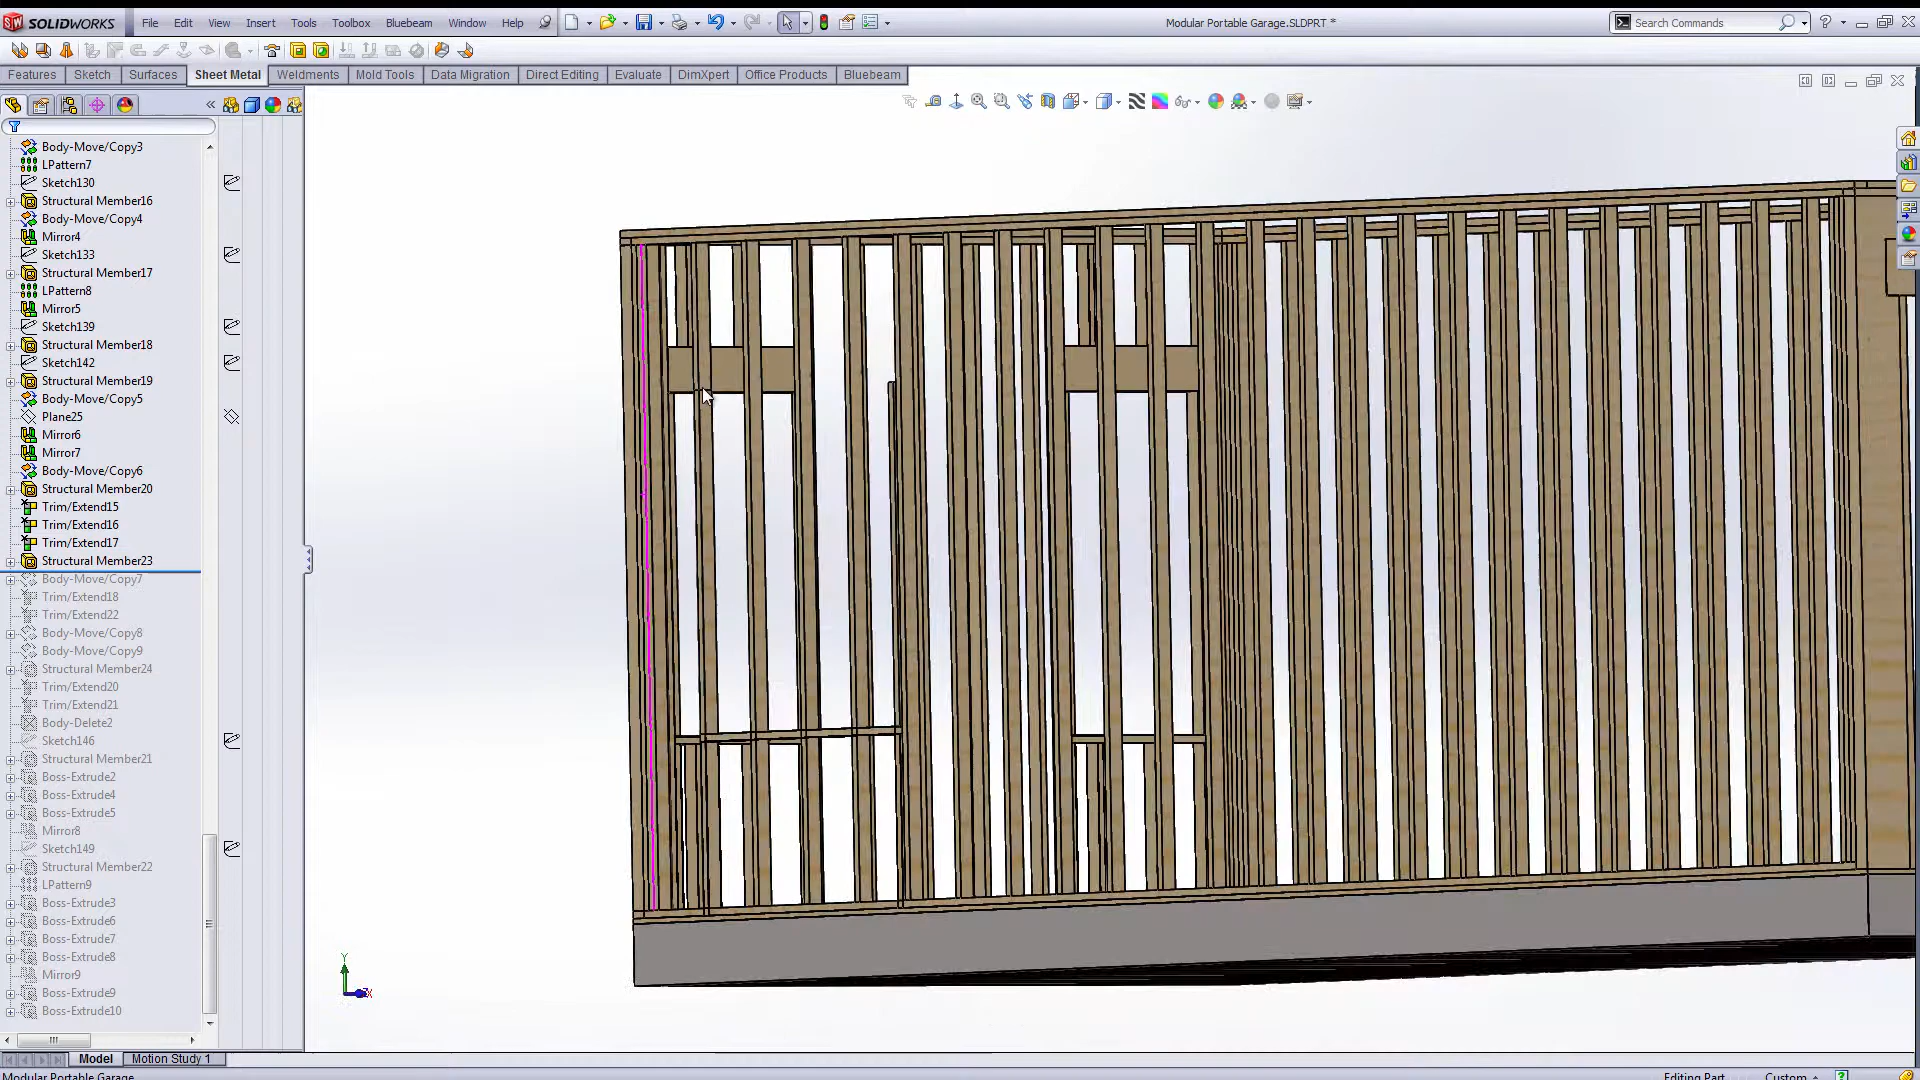 SOLIDWORKS File Edit View Insert Tools Toolbox Bluebeam Window Help Modular Portable Garage.SLDPRT * Search Commands
Features Sketch Surfaces Sheet Metal Weldments Mold Tools Data Migration Direct Editing Evaluate DimXpert Office Products Bluebeam
Body-Move/Copy3
LPattern7
Sketch130
Structural Member16
Body-Move/Copy4
Mirror4
Sketch133
Structural Member17
LPattern8
Mirror5
Sketch139
Structural Member18
Sketch142
Structural Member19
Body-Move/Copy5
Plane25
Mirror6
Mirror7
Body-Move/Copy6
Structural Member20
Trim/Extend15
Trim/Extend16
Trim/Extend17
Structural Member23
Body-Move/Copy7
Trim/Extend18
Trim/Extend22
Body-Move/Copy8
Body-Move/Copy9
Structural Member24
Trim/Extend20
Trim/Extend21
Body-Delete2
Sketch146
Structural Member21
Boss-Extrude2
Boss-Extrude4
Boss-Extrude5
Mirror8
Sketch149
Structural Member22
LPattern9
Boss-Extrude3
Boss-Extrude6
Boss-Extrude7
Boss-Extrude8
Mirror9
Boss-Extrude9
Boss-Extrude10
Y
X
Model Motion Study 1
Modular Portable Garage Editing Part Custom